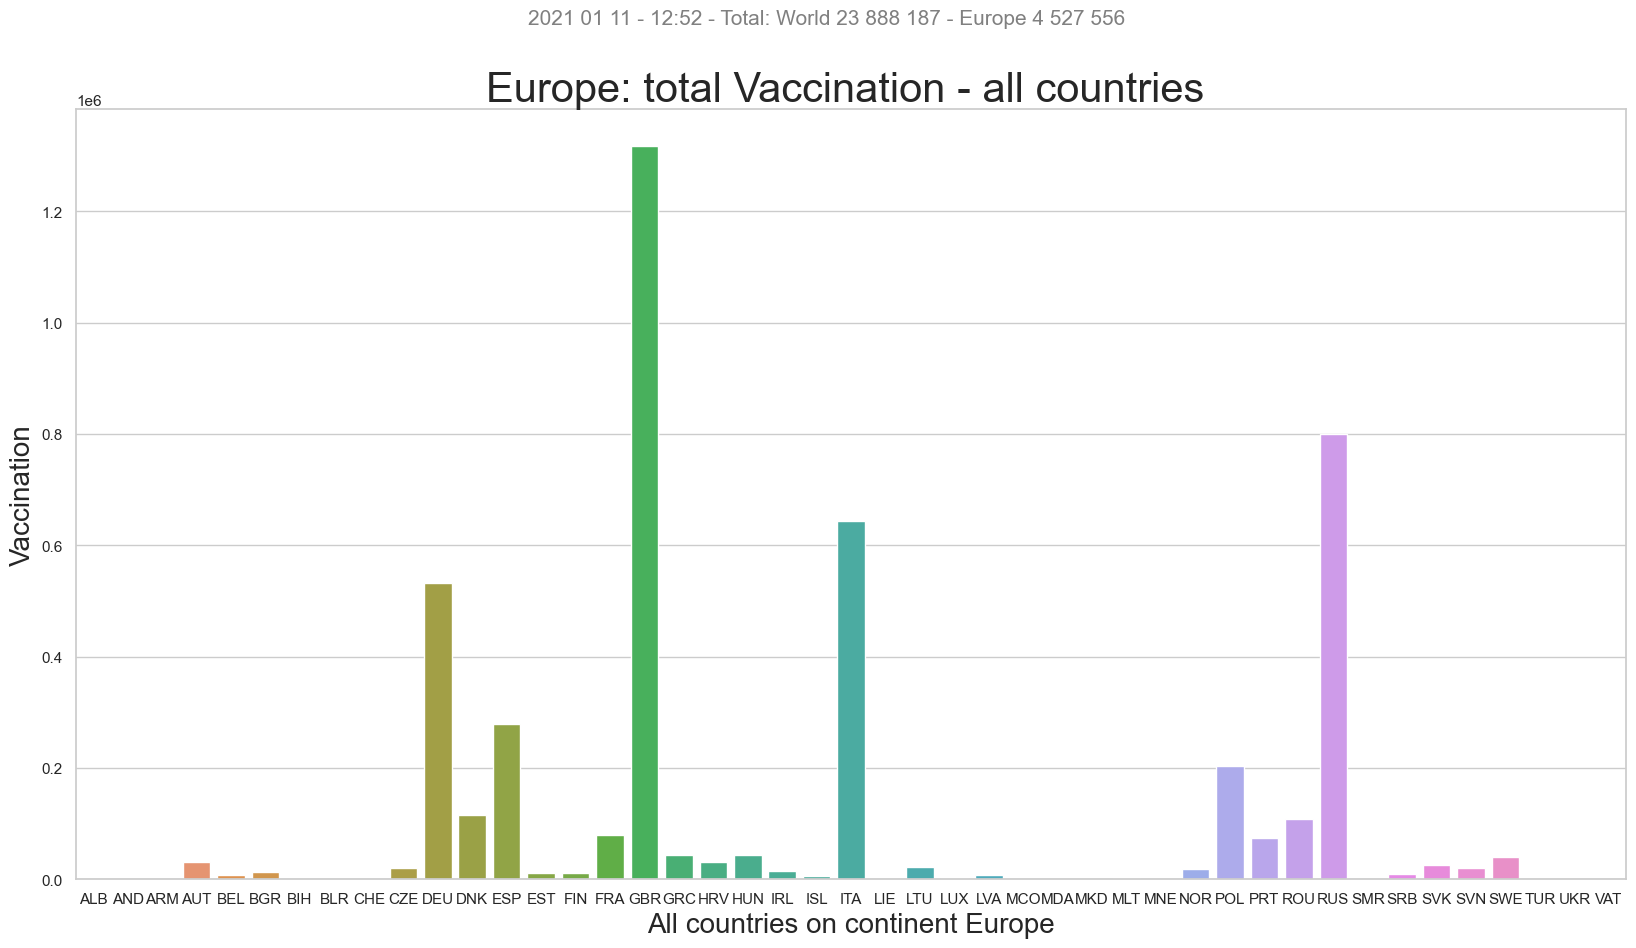 2021 01 11 - 12:52 - Total: World 23 888 187 - Europe 4 527 556
Europe: total Vaccination - all countries
1e6
1.2
1.0
0.8
0.6
0.4
0.2
0.0
Vaccination
ALB AND ARM AUT BEL BGR BIH BLR CHE CZE DEU DNK ESP EST FIN FRA GBR GRC HRV HUN IRL ISL ITA LIE LTU LUX LVA MCO MDA MKD MLT MNE NOR POL PRT ROU RUS SMR SRB SVK SVN SWE TUR UKR VAT
All countries on continent Europe